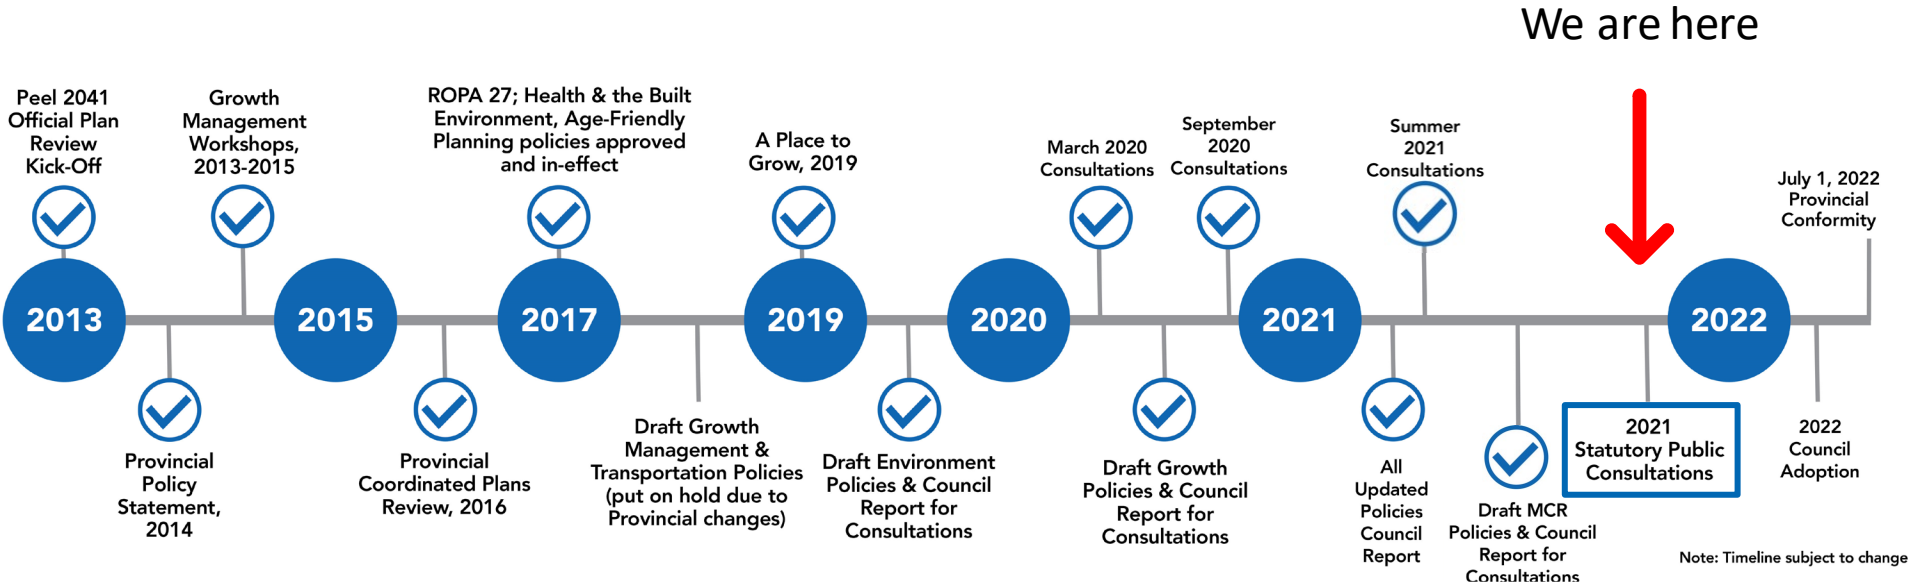 We are here
Peel 2041
Official Plan
Review
Kick-Off
Growth
Management
Workshops,
2013-2015
ROPA 27; Health & the Built
Environment, Age-Friendly
Planning policies approved
and in-effect
A Place to
Grow, 2019
March 2020
Consultations
September
2020
Consultations
Summer
2021
Consultations
July 1, 2022
Provincial
Conformity
2013
2015
2017
2019
2020
2021
2022
Provincial
Policy
Statement,
2014
Provincial
Coordinated Plans
Review, 2016
Draft Growth
Management &
Transportation Policies
(put on hold due to
Provincial changes)
Draft Environment
Policies & Council
Report for
Consultations
Draft Growth
Policies & Council
Report for
Consultations
All
Updated
Policies
Council
Report
Draft MCR
Policies & Council
Report for
Consultations
2021
Statutory Public
Consultations
2022
Council
Adoption
Note: Timeline subject to change